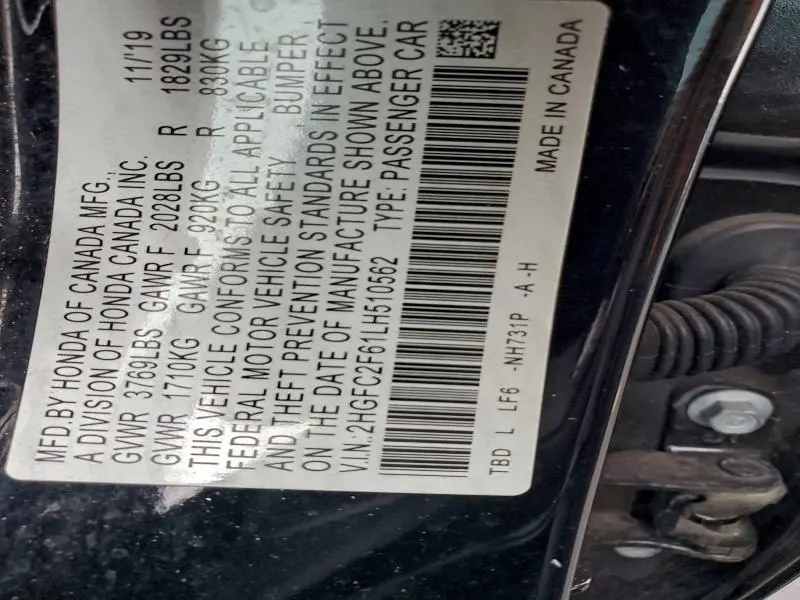 MFD.BY HONDA OF CANADA MFG., 11/19
A DIVISION OF HONDA CANADA INC.
GVWR 3769LBS GAWR F 2028LBS R 1829LBS
GVWR 1710KG GAWR F 920KG R 830KG
THIS VEHICLE CONFORMS TO ALL APPLICABLE
FEDERAL MOTOR VEHICLE SAFETY, BUMPER,
AND THEFT PREVENTION STANDARDS IN EFFECT
ON THE DATE OF MANUFACTURE SHOWN ABOVE.
V.I.N.:2HGFC2F61LH510562 TYPE: PASSENGER CAR
TBD L LF6 -NH731P -A-H MADE IN CANADA